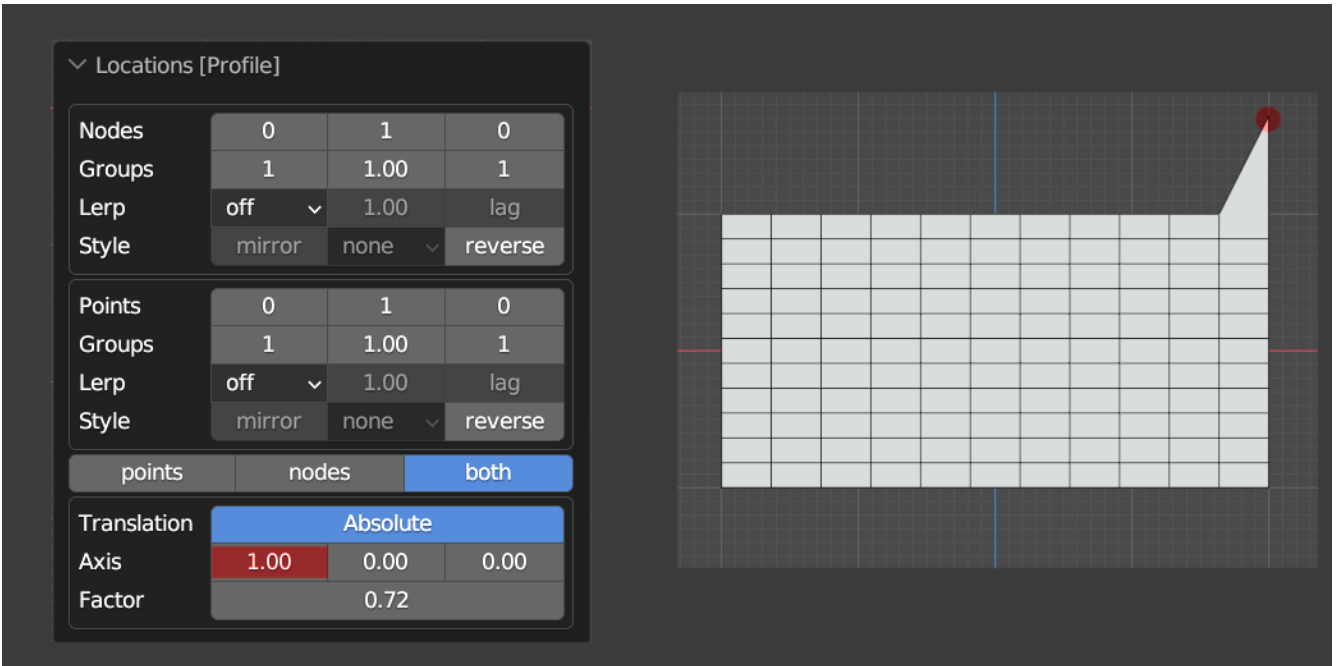 Locations [Profile]
Nodes 0 1 0
Groups 1 1.00 1
Lerp off 1.00 lag
Style mirror none reverse
Points 0 1 0
Groups 1 1.00 1
Lerp off 1.00 lag
Style mirror none reverse
points nodes both
Translation Absolute
Axis 1.00 0.00 0.00
Factor 0.72